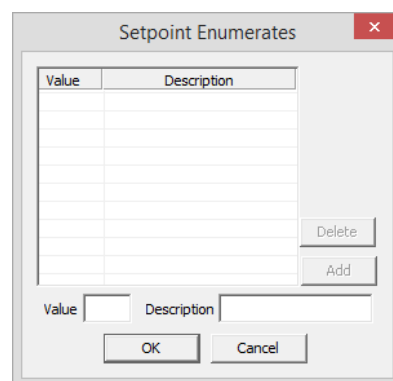 Setpoint Enumerates
Value Description
Delete
Add
Value Description
OK Cancel